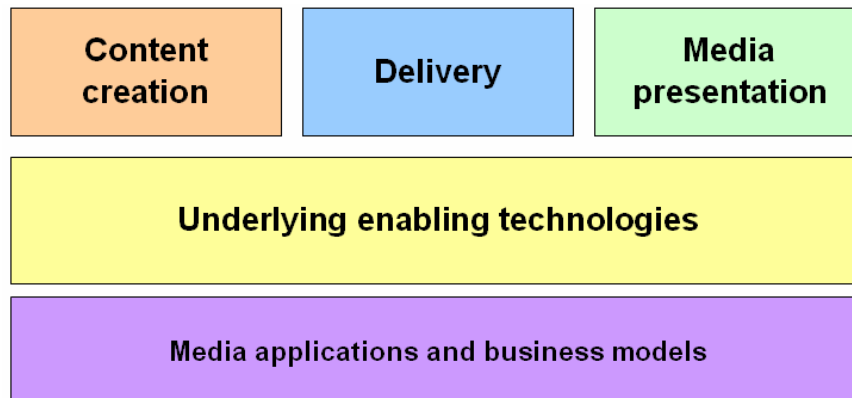 Content
creation
Delivery
Media
presentation
Underlying enabling technologies
Media applications and business models